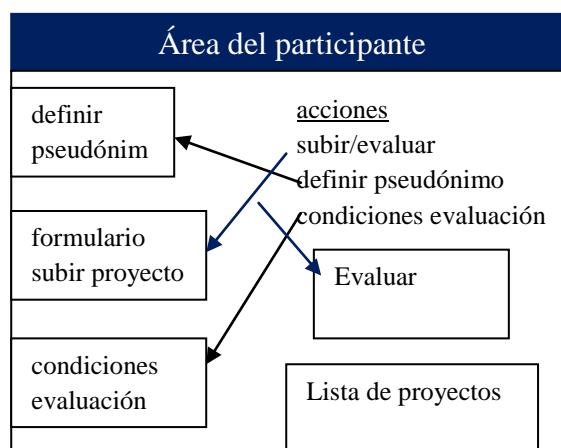 Área del participante
definir
pseudónim
acciones
subir/evaluar
definir pseudónimo
condiciones evaluación
formulario
subir proyecto
Evaluar
condiciones
evaluación
Lista de proyectos